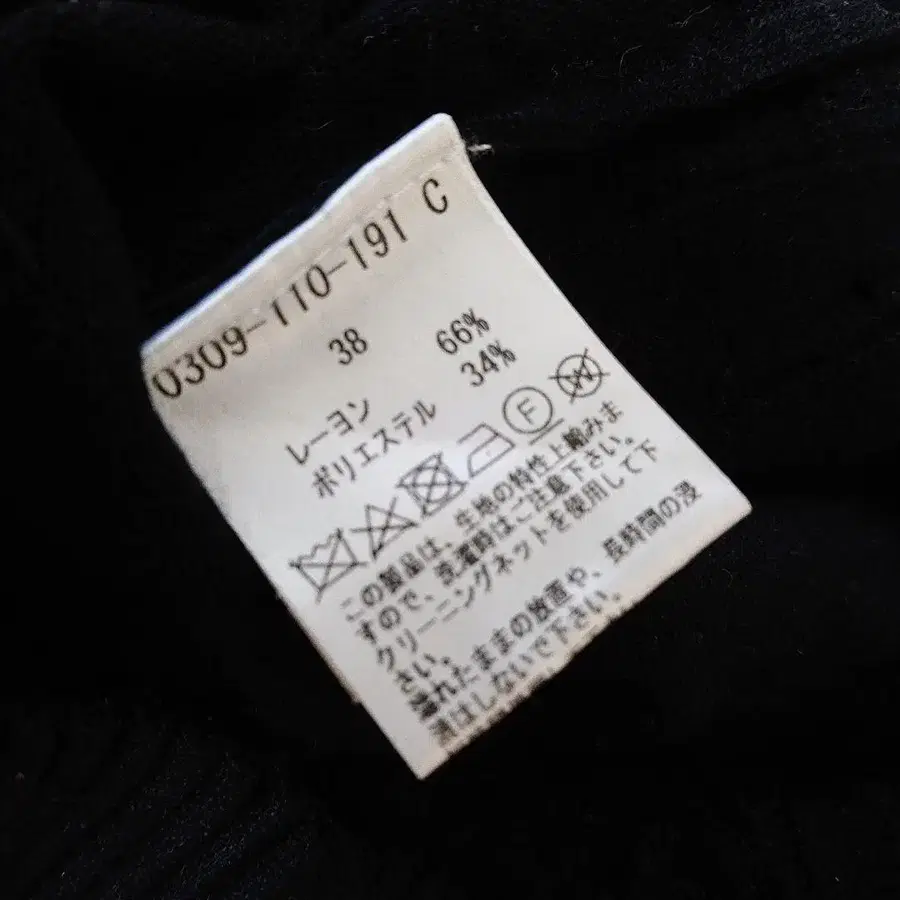 0309-110-191 C
38
レーヨン 66%
ポリエステル 34%
F W
この製品は、生地の特性上縮みま
すので、洗濯時はご注意下さい。
クリーニングネットを使用して下
さい。
濡れたままの放置や、長時間の浸
漬はしないで下さい。